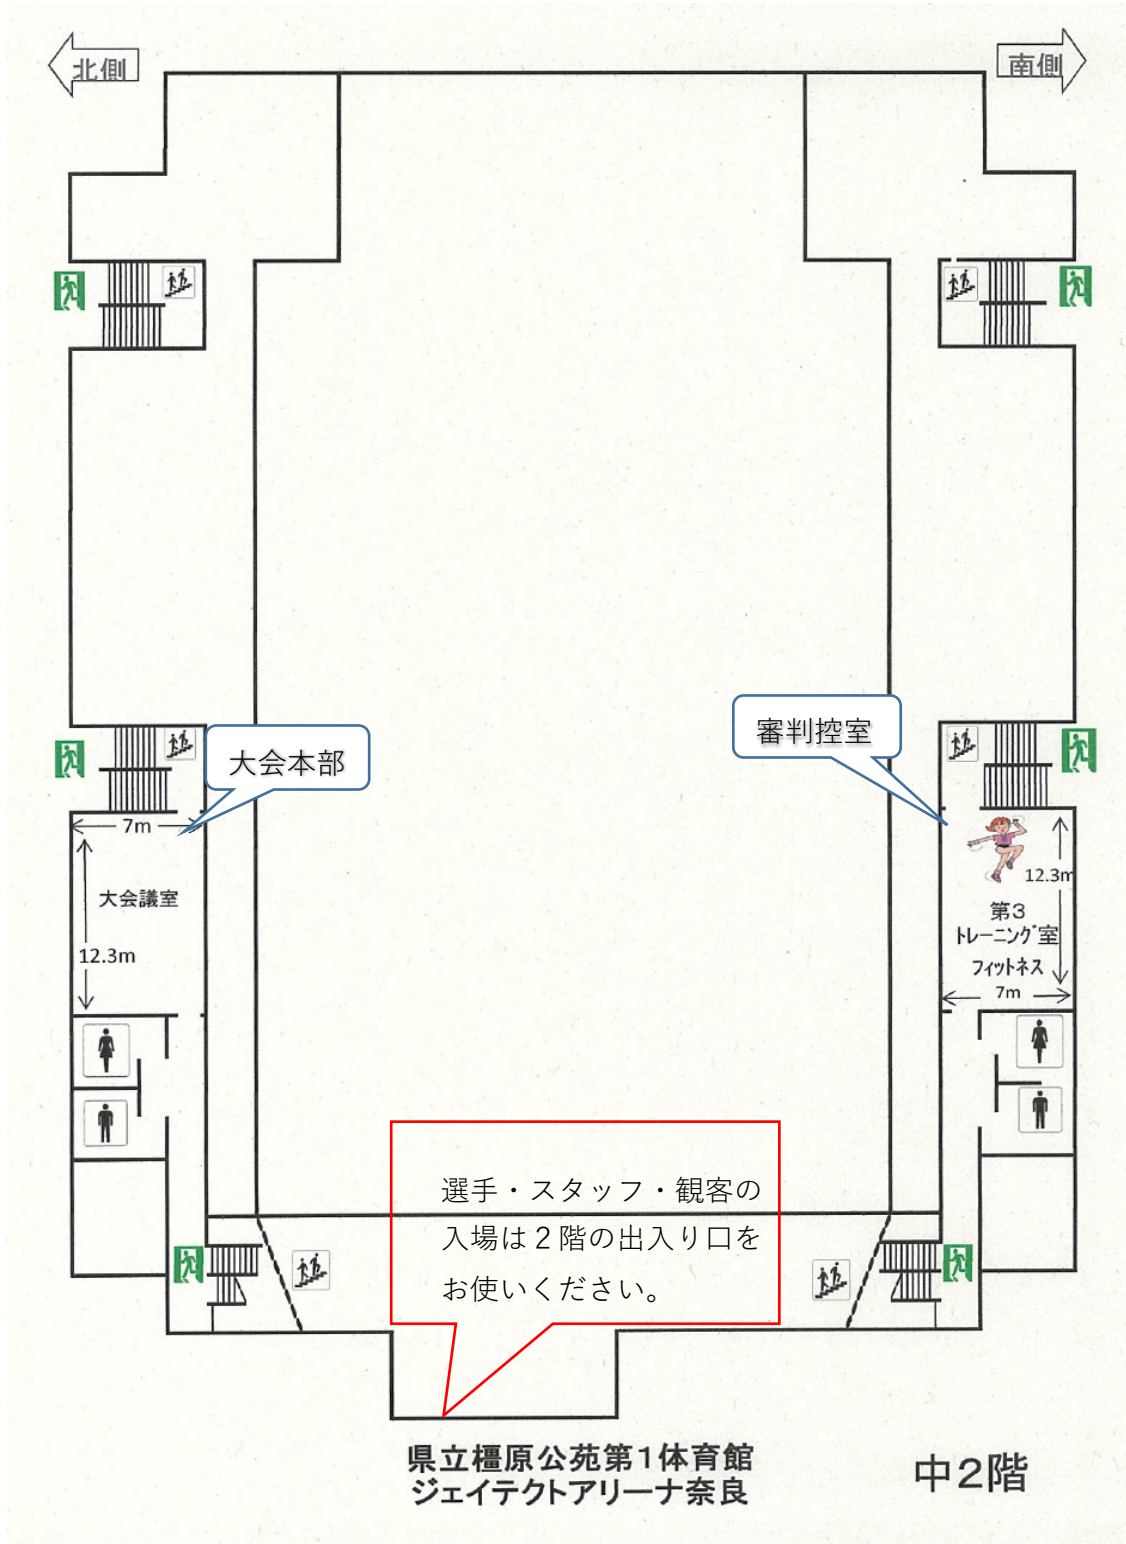 北側
南側
審判控室
大会本部
7m
大会議室
12.3m
12.3m
第3
ﾄﾚｰﾆﾝｸﾞ室
ﾌｨｯﾄﾈｽ
7m
選手・スタッフ・観客の
入場は２階の出入り口を
お使いください。
県立橿原公苑第1体育館
ジェイテクトアリーナ奈良
中2階